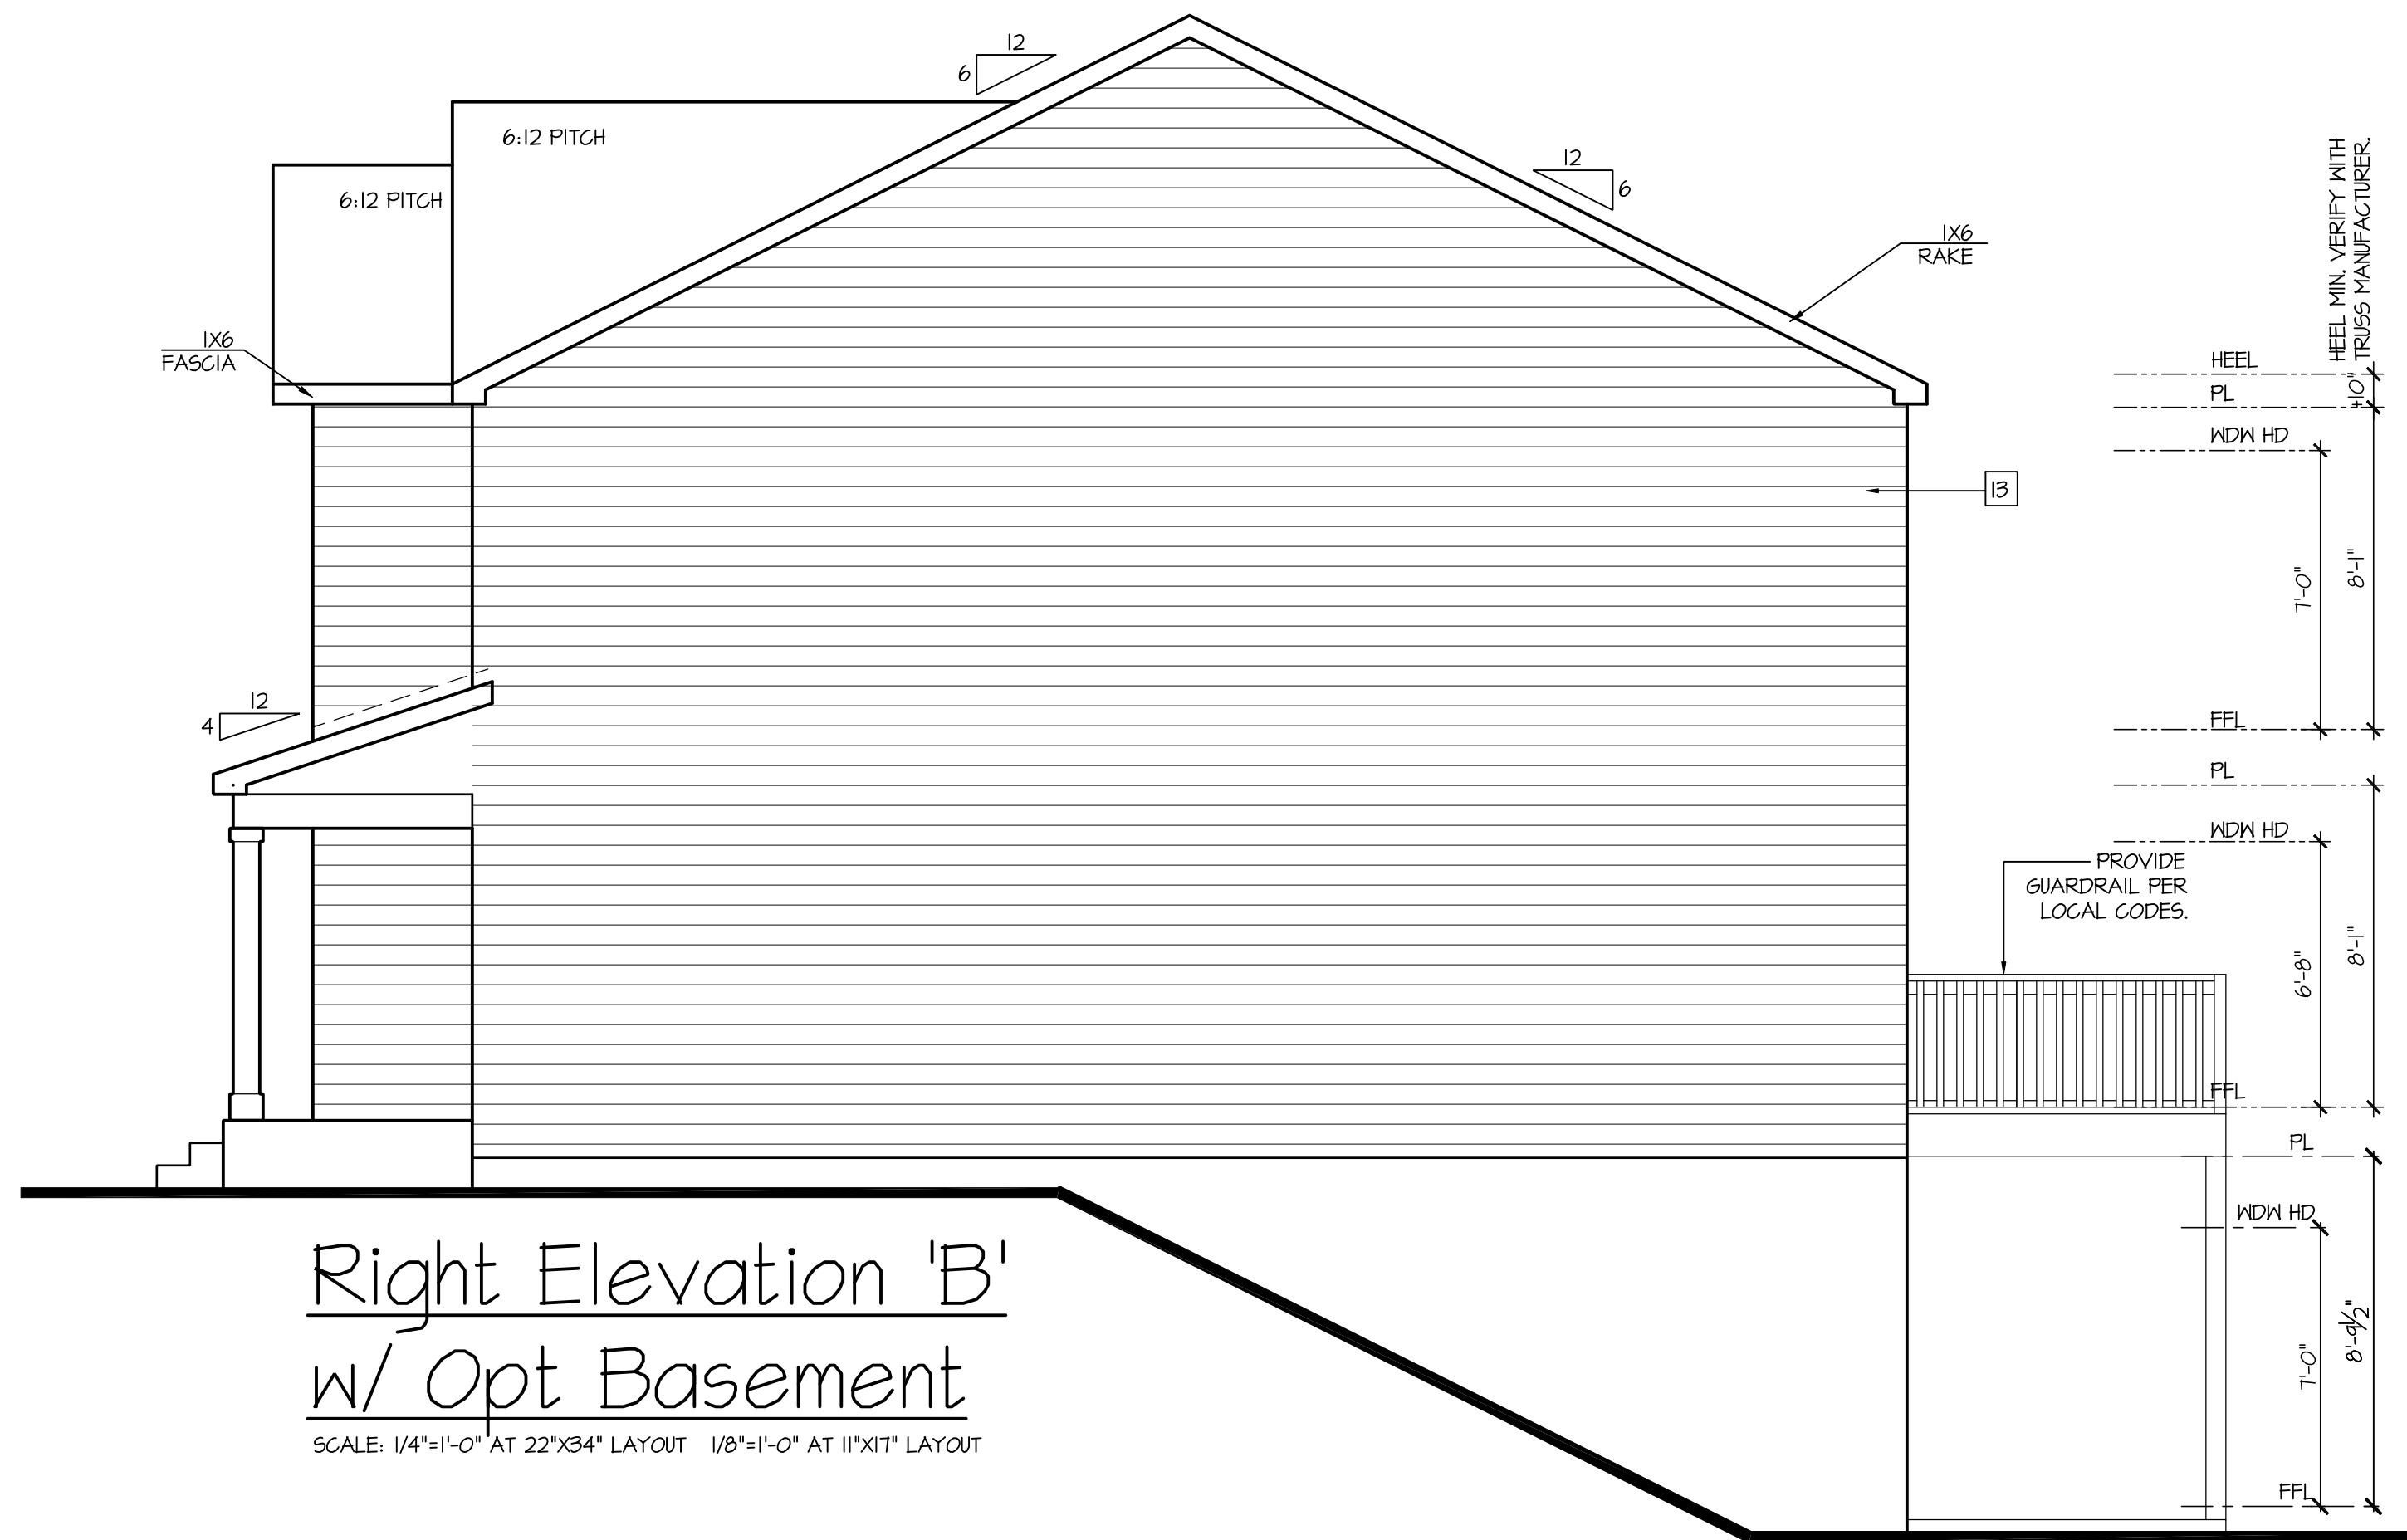 12
6
6:12 PITCH
6:12 PITCH
12
6
1X6
RAKE
1X6
FASCIA
HEEL MIN. VERIFY WITH
TRUSS MANUFACTURER.
HEEL
+10"
PL
WDW HD
13
7'-0"
8'-1"
12
4
FFL
PL
WDW HD
PROVIDE
GUARDRAIL PER
LOCAL CODES.
6'-8"
8'-1"
FFL
PL
WDW HD
7'-0"
8'-9½"
FFL
Right Elevation 'B'
w/ Opt Basement
SCALE: 1/4"=1'-0" AT 22"X34" LAYOUT 1/8"=1'-0" AT 11"X17" LAYOUT